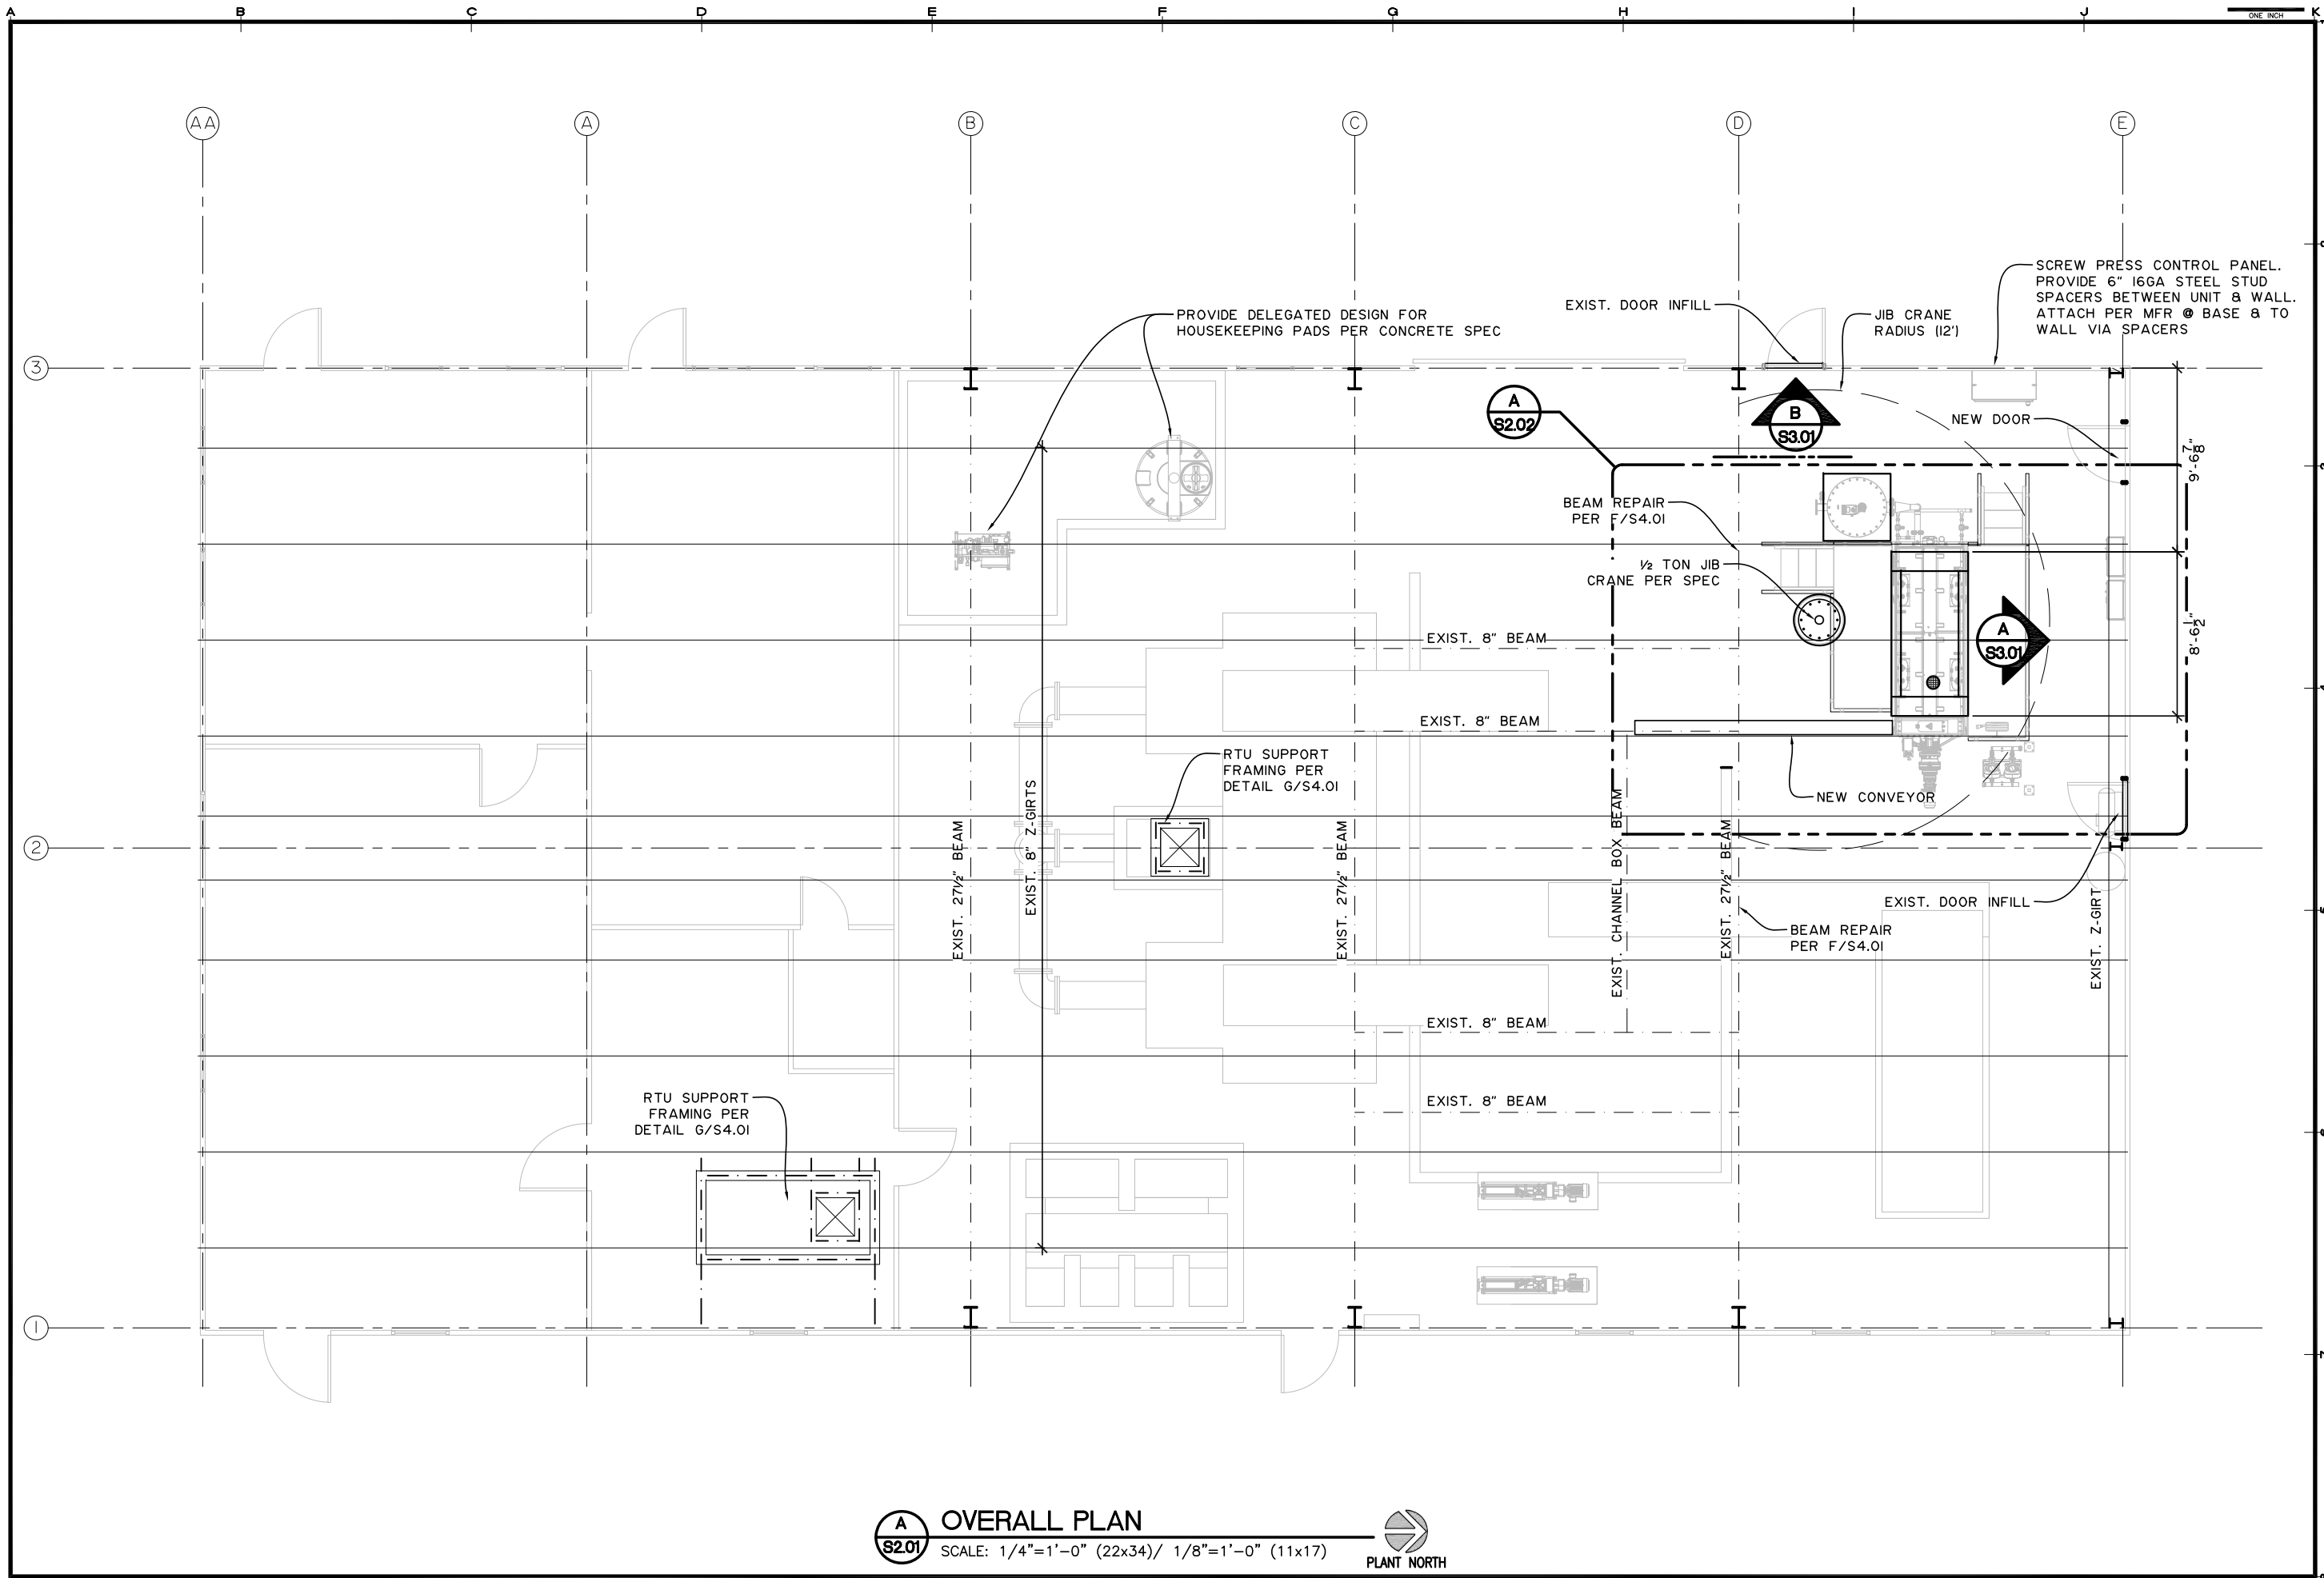 A B C D E F G H I J K
ONE INCH
AA A B C D E
SCREW PRESS CONTROL PANEL.
PROVIDE 6" 16GA STEEL STUD
SPACERS BETWEEN UNIT & WALL.
ATTACH PER MFR @ BASE & TO
WALL VIA SPACERS
EXIST. DOOR INFILL
JIB CRANE
RADIUS (12')
PROVIDE DELEGATED DESIGN FOR
HOUSEKEEPING PADS PER CONCRETE SPEC
3
A
S2.02
B
S3.01
NEW DOOR
9'-6 7/8"
BEAM REPAIR
PER F/S4.01
½ TON JIB
CRANE PER SPEC
EXIST. 8" BEAM
A
S3.01
8'-6 1/2"
EXIST. 8" BEAM
RTU SUPPORT
FRAMING PER
DETAIL G/S4.01
NEW CONVEYOR
2
EXIST. 27½" BEAM
EXIST. 8" Z-GIRTS
EXIST. 27½" BEAM
EXIST. CHANNEL BOX BEAM
EXIST. 27½" BEAM
EXIST. Z-GIRT
EXIST. DOOR INFILL
BEAM REPAIR
PER F/S4.01
EXIST. 8" BEAM
EXIST. 8" BEAM
RTU SUPPORT
FRAMING PER
DETAIL G/S4.01
1
A
S2.01
OVERALL PLAN
SCALE: 1/4"=1'-0" (22x34)/ 1/8"=1'-0" (11x17)
PLANT NORTH